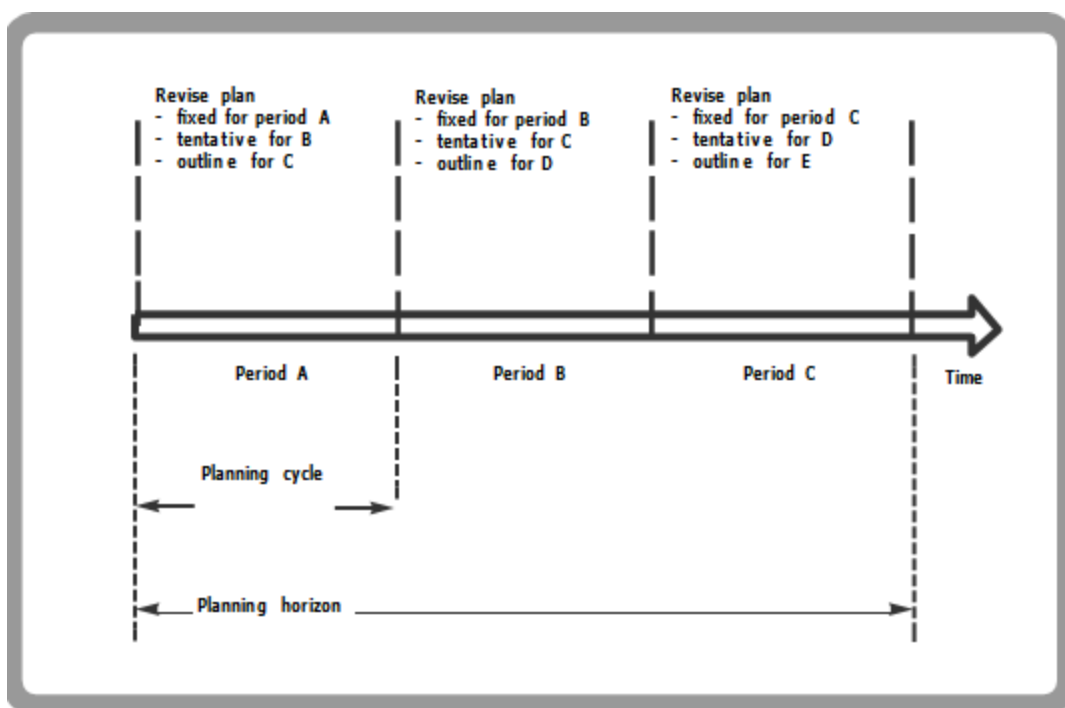 Revise plan
- fixed for period A
- tentative for B
- outline for C
Revise plan
- fixed for period B
- tentative for C
- outline for D
Revise plan
- fixed for period C
- tentative for D
- outline for E
Period A
Period B
Period C
Time
Planning cycle
Planning horizon